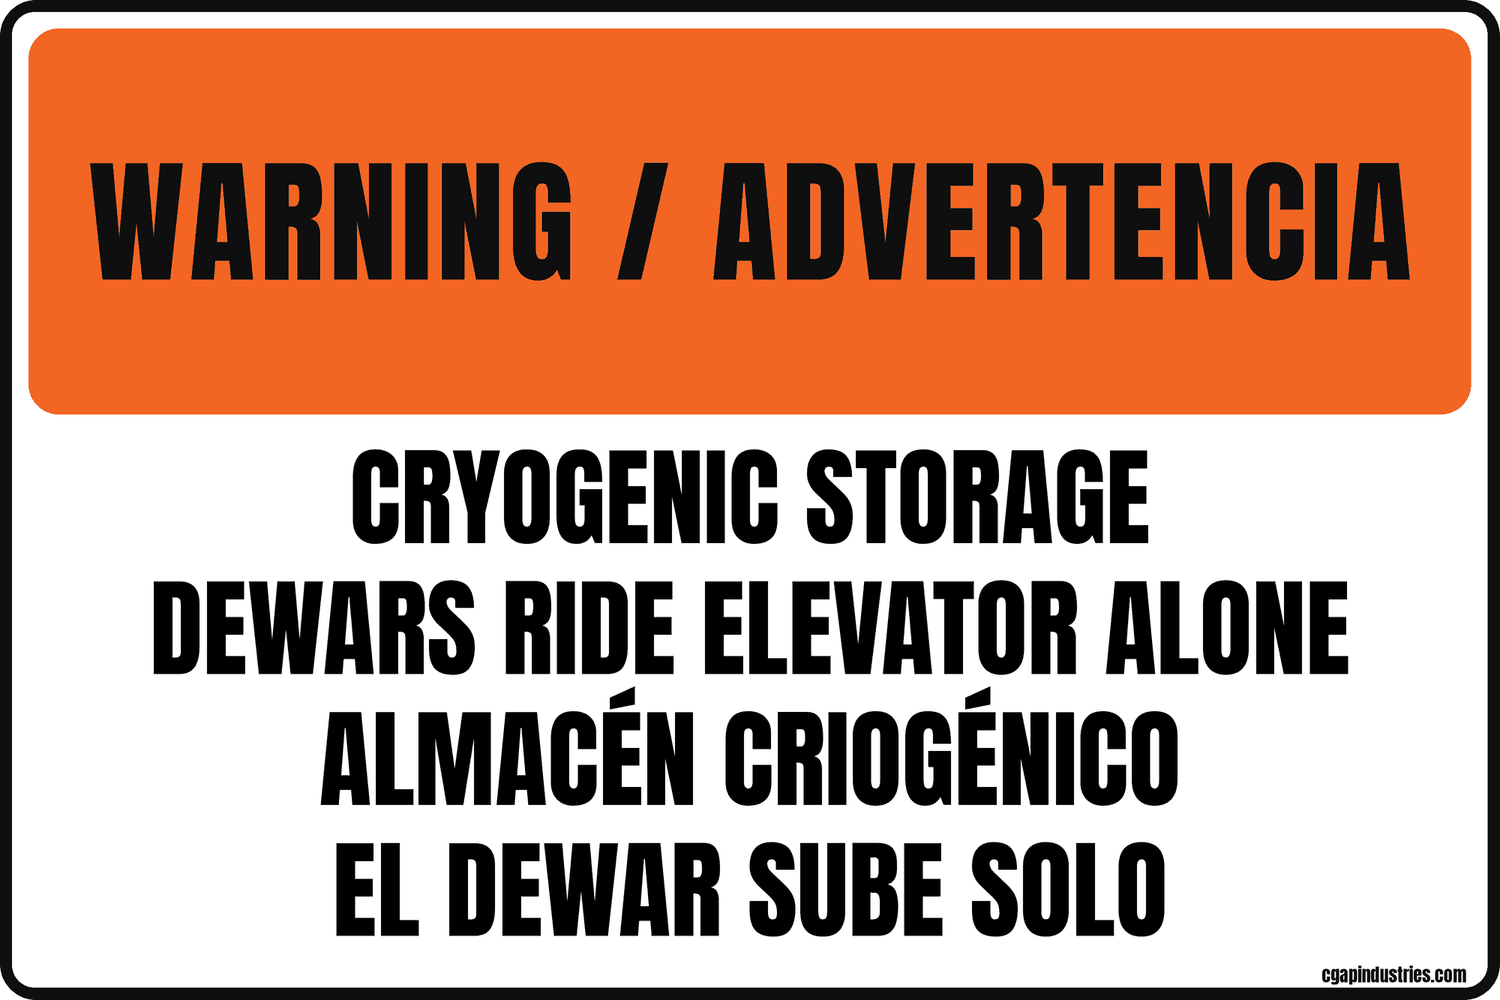 WARNING / ADVERTENCIA
CRYOGENIC STORAGE
DEWARS RIDE ELEVATOR ALONE
ALMACÉN CRIOGÉNICO
EL DEWAR SUBE SOLO
cgapindustries.com